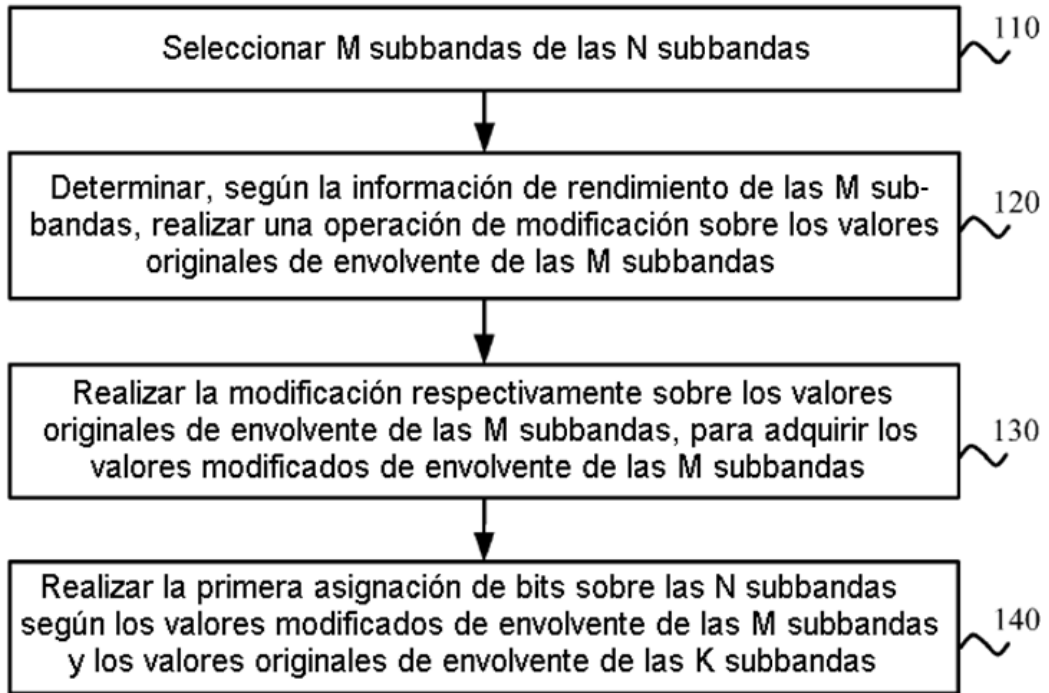 Seleccionar M subbandas de las N subbandas
110
Determinar, según la información de rendimiento de las M sub-
bandas, realizar una operación de modificación sobre los valores
originales de envolvente de las M subbandas
120
Realizar la modificación respectivamente sobre los valores
originales de envolvente de las M subbandas, para adquirir los
valores modificados de envolvente de las M subbandas
130
Realizar la primera asignación de bits sobre las N subbandas
según los valores modificados de envolvente de las M subbandas
y los valores originales de envolvente de las K subbandas
140